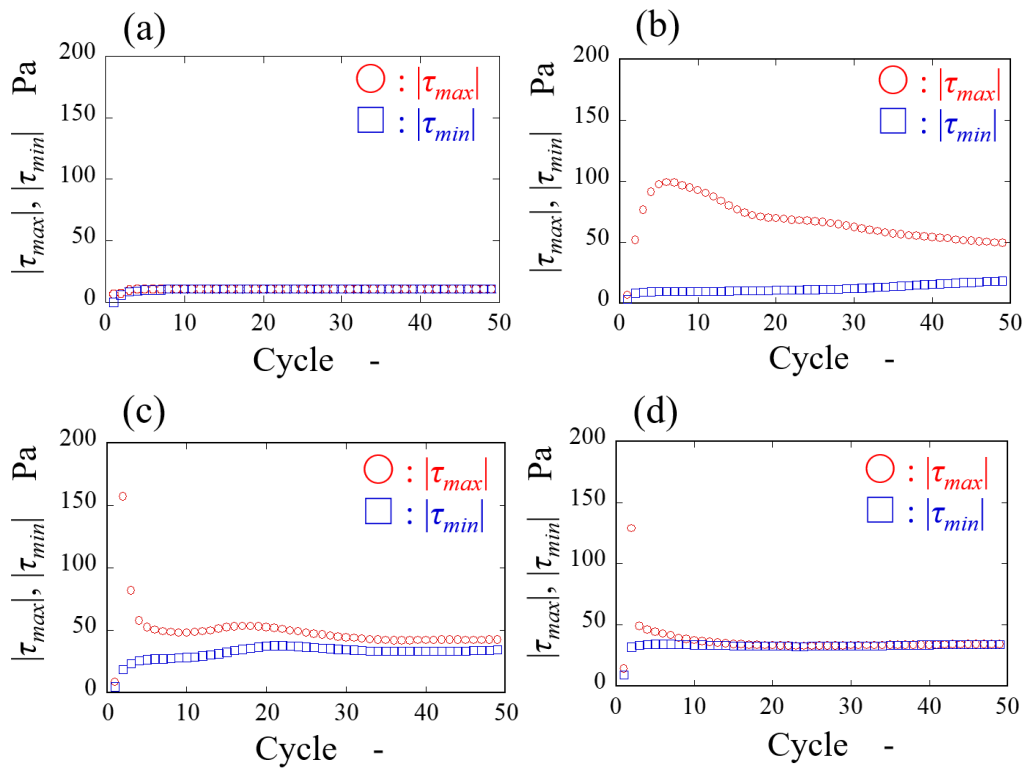 (a)
|τmax|, |τmin| Pa
200
150
100
50
0
○ : |τmax|
□ : |τmin|
0 10 20 30 40 50
Cycle -
(b)
|τmax|, |τmin| Pa
200
150
100
50
0
○ : |τmax|
□ : |τmin|
0 10 20 30 40 50
Cycle -
(c)
|τmax|, |τmin| Pa
200
150
100
50
0
○ : |τmax|
□ : |τmin|
0 10 20 30 40 50
Cycle -
(d)
|τmax|, |τmin| Pa
200
150
100
50
0
○ : |τmax|
□ : |τmin|
0 10 20 30 40 50
Cycle -